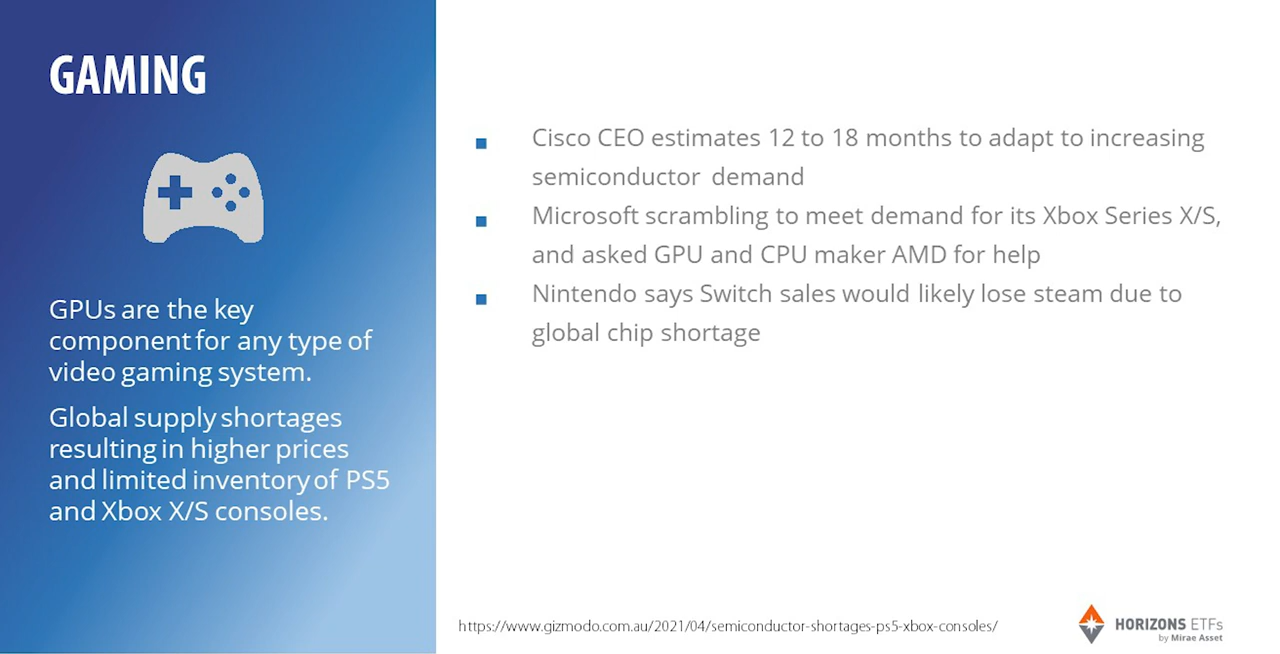 GAMING
GPUs are the key
component for any type of
video gaming system.
Global supply shortages
resulting in higher prices
and limited inventory of PS5
and Xbox X/S consoles.
Cisco CEO estimates 12 to 18 months to adapt to increasing
semiconductor demand
Microsoft scrambling to meet demand for its Xbox Series X/S,
and asked GPU and CPU maker AMD for help
Nintendo says Switch sales would likely lose steam due to
global chip shortage
https://www.gizmodo.com.au/2021/04/semiconductor-shortages-ps5-xbox-consoles/
HORIZONS ETFs
by Mirae Asset